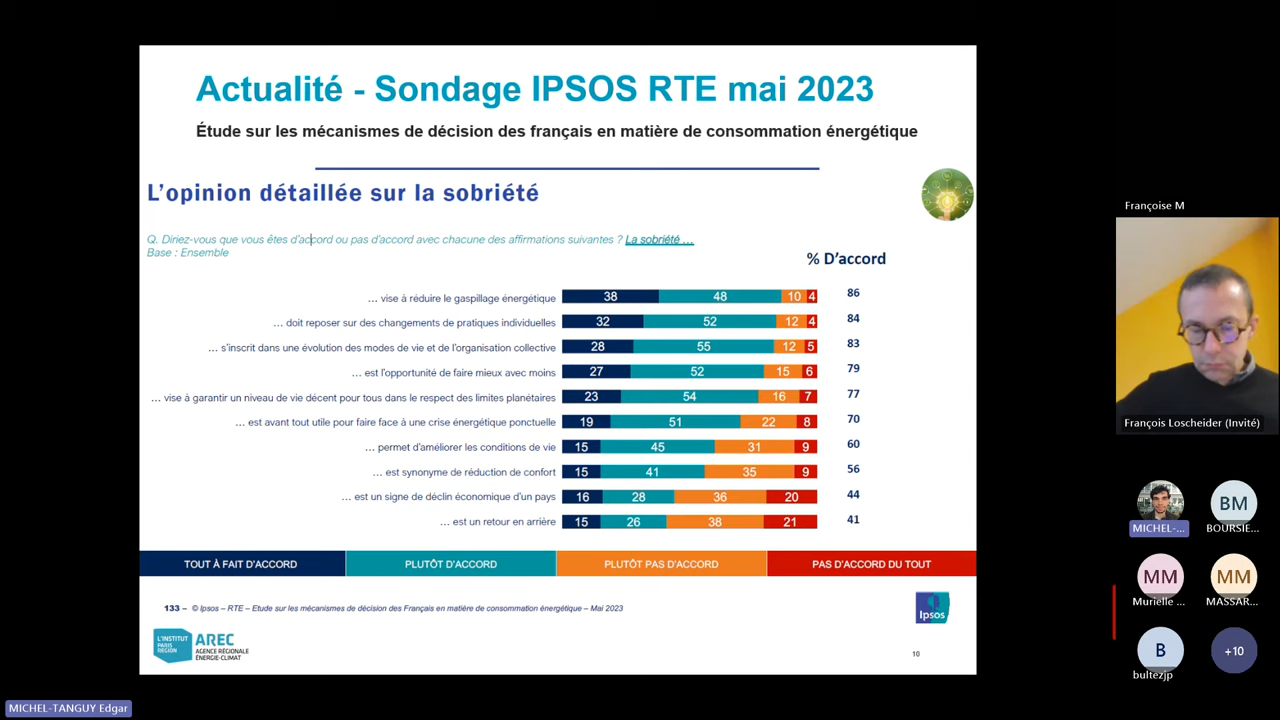 Actualité - Sondage IPSOS RTE mai 2023
Étude sur les mécanismes de décision des français en matière de consommation énergétique
L'opinion détaillée sur la sobriété
Q. Diriez-vous que vous êtes d'accord ou pas d'accord avec chacune des affirmations suivantes ? La sobriété ...
Base : Ensemble
% D'accord
... vise à réduire le gaspillage énergétique 38 48 10 4 86
... doit reposer sur des changements de pratiques individuelles 32 52 12 4 84
... s'inscrit dans une évolution des modes de vie et de l'organisation collective 28 55 12 5 83
... est l'opportunité de faire mieux avec moins 27 52 15 6 79
... vise à garantir un niveau de vie décent pour tous dans le respect des limites planétaires 23 54 16 7 77
... est avant tout utile pour faire face à une crise énergétique ponctuelle 19 51 22 8 70
... permet d'améliorer les conditions de vie 15 45 31 9 60
... est synonyme de réduction de confort 15 41 35 9 56
... est un signe de déclin économique d'un pays 16 28 36 20 44
... est un retour en arrière 15 26 38 21 41
TOUT À FAIT D'ACCORD PLUTÔT D'ACCORD PLUTÔT PAS D'ACCORD PAS D'ACCORD DU TOUT
133 – © Ipsos – RTE – Etude sur les mécanismes de décision des Français en matière de consommation énergétique – Mai 2023
Ipsos
L'INSTITUT
PARIS
REGION
AREC
AGENCE RÉGIONALE
ÉNERGIE-CLIMAT
10
Françoise M
François Loscheider (Invité)
MICHEL-...
BM
BOURSIE...
MM
Murielle ...
MM
MASSAR...
B
bultezjp
+10
MICHEL-TANGUY Edgar